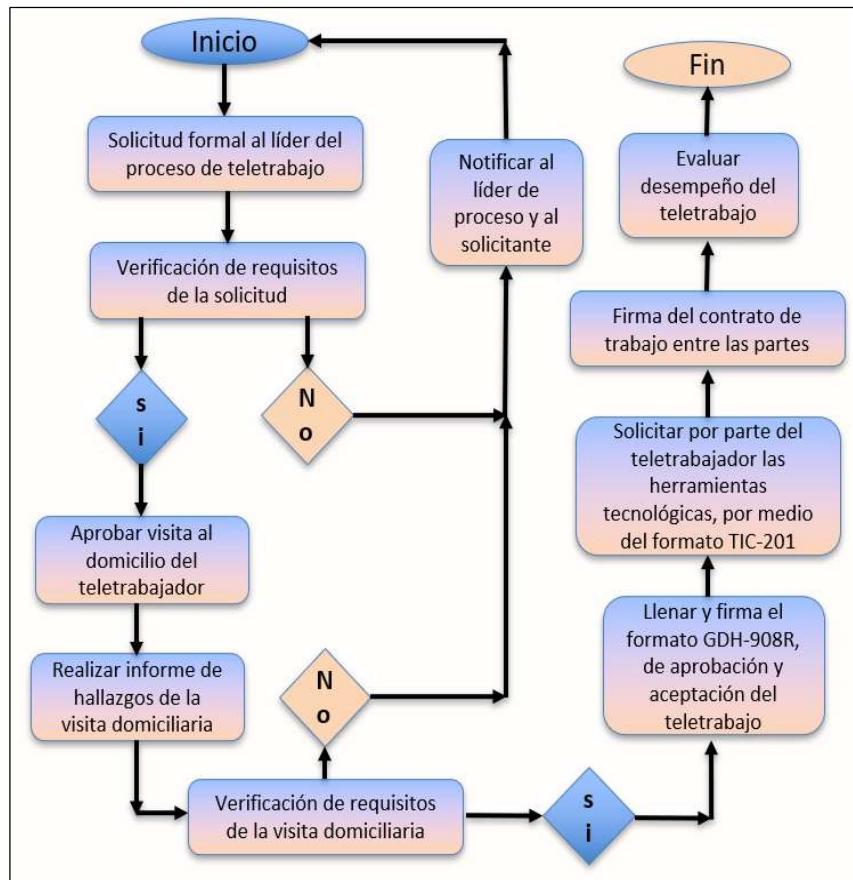 Inicio
Solicitud formal al líder del
proceso de teletrabajo
Verificación de requisitos
de la solicitud
s
i
N
o
Notificar al
líder de
proceso y al
solicitante
Aprobar visita al
domicilio del
teletrabajador
Realizar informe de
hallazgos de la
visita domiciliaria
Verificación de requisitos
de la visita domiciliaria
N
o
s
i
Llenar y firma el
formato GDH-908R,
de aprobación y
aceptación del
teletrabajo
Solicitar por parte del
teletrabajador las
herramientas
tecnológicas, por medio
del formato TIC-201
Firma del contrato de
trabajo entre las partes
Evaluar
desempeño del
teletrabajo
Fin